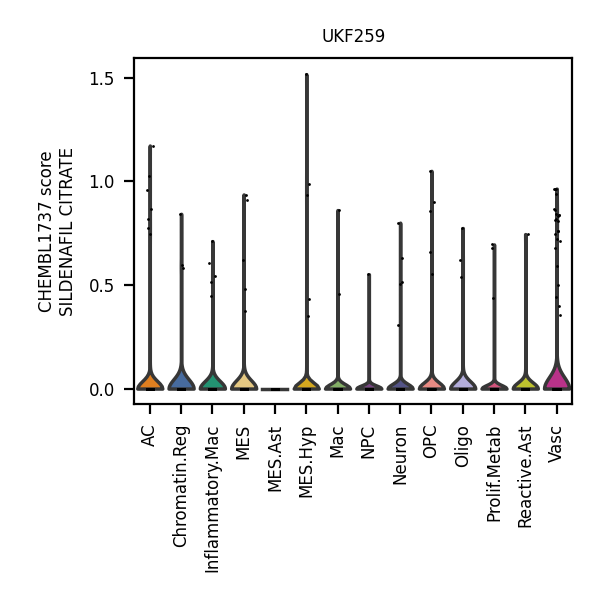 UKF259
CHEMBL1737 score
SILDENAFIL CITRATE
1.5
1.0
0.5
0.0
AC
Chromatin.Reg
Inflammatory.Mac
MES
MES.Ast
MES.Hyp
Mac
NPC
Neuron
OPC
Oligo
Prolif.Metab
Reactive.Ast
Vasc